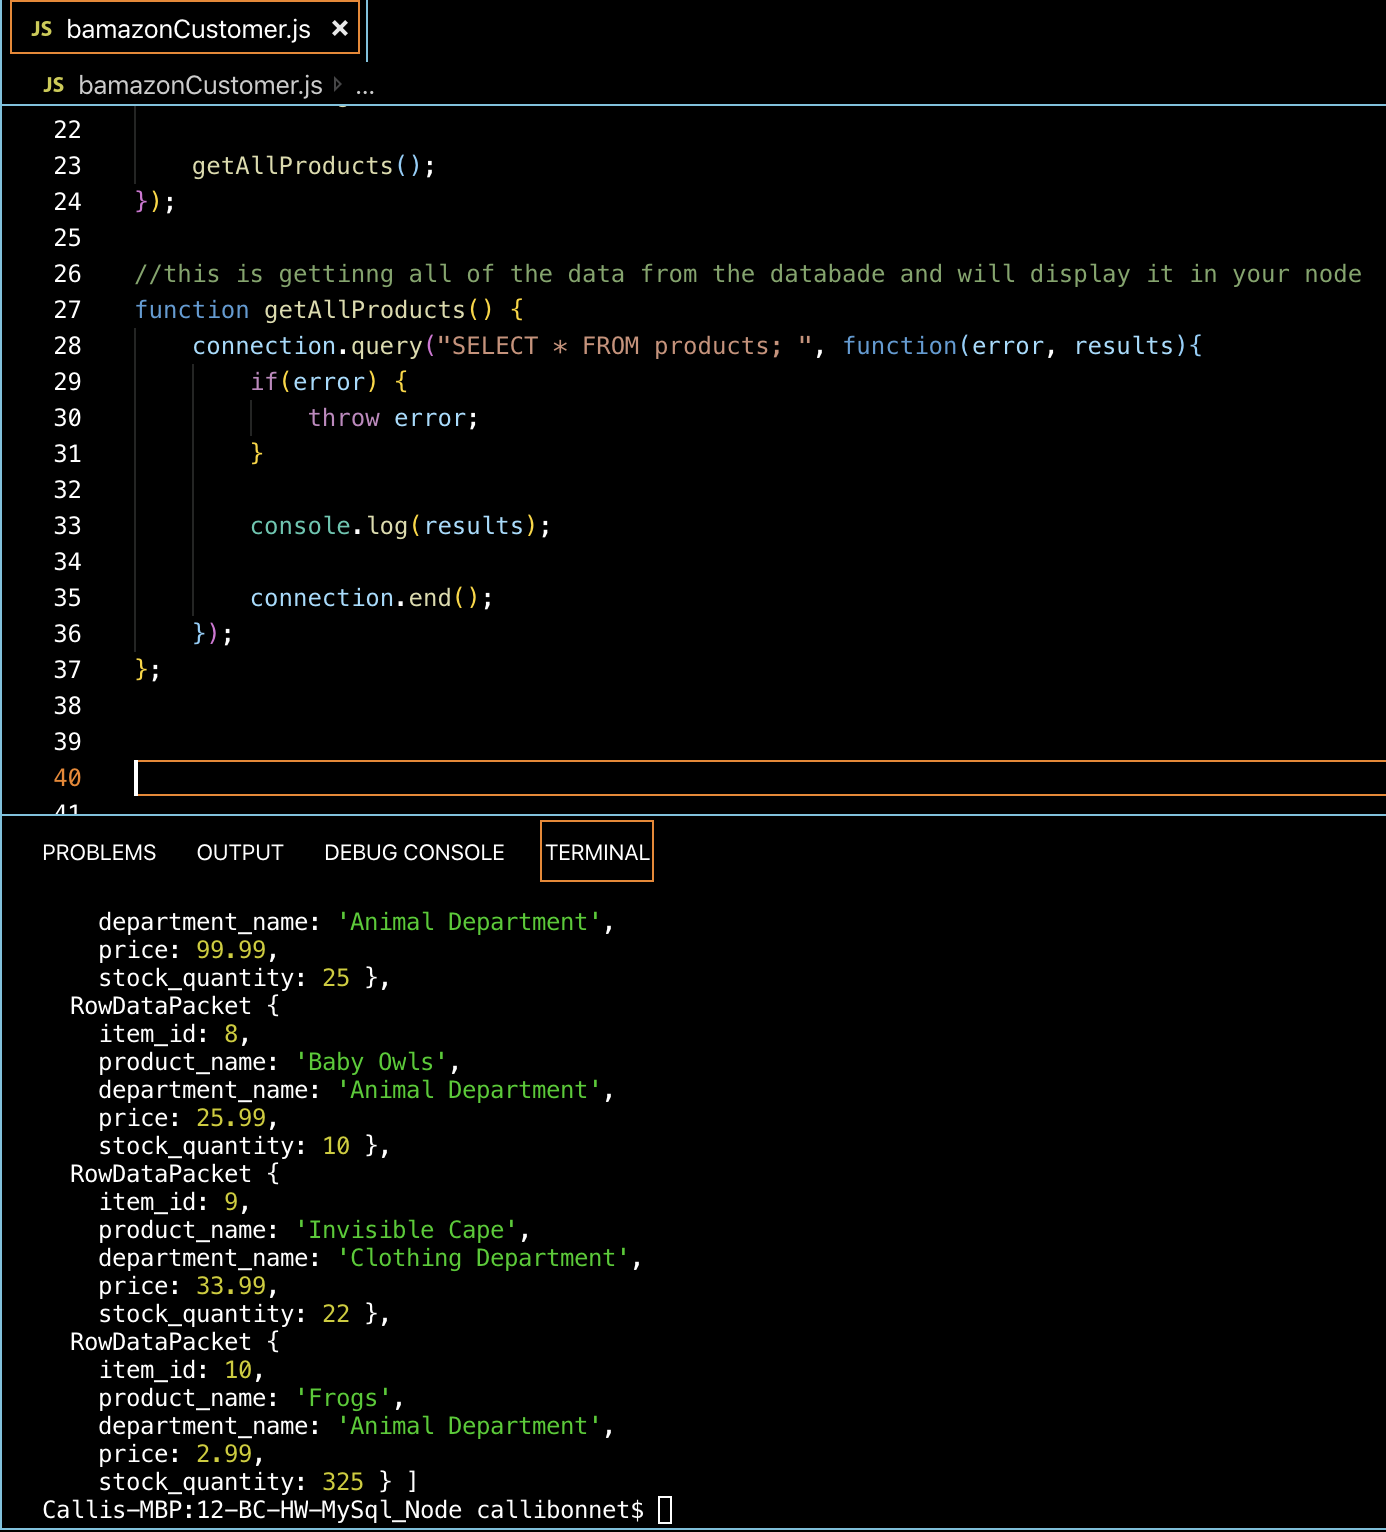 JS bamazonCustomer.js ×
JS bamazonCustomer.js ▹ ...
22
23 getAllProducts();
24 });
25
26 //this is gettinng all of the data from the databade and will display it in your node
27 function getAllProducts() {
28 connection.query("SELECT * FROM products; ", function(error, results){
29 if(error) {
30 throw error;
31 }
32
33 console.log(results);
34
35 connection.end();
36 });
37 };
38
39
40
41
PROBLEMS OUTPUT DEBUG CONSOLE TERMINAL
department_name: 'Animal Department',
price: 99.99,
stock_quantity: 25 },
RowDataPacket {
item_id: 8,
product_name: 'Baby Owls',
department_name: 'Animal Department',
price: 25.99,
stock_quantity: 10 },
RowDataPacket {
item_id: 9,
product_name: 'Invisible Cape',
department_name: 'Clothing Department',
price: 33.99,
stock_quantity: 22 },
RowDataPacket {
item_id: 10,
product_name: 'Frogs',
department_name: 'Animal Department',
price: 2.99,
stock_quantity: 325 } ]
Callis-MBP:12-BC-HW-MySql_Node callibonnet$